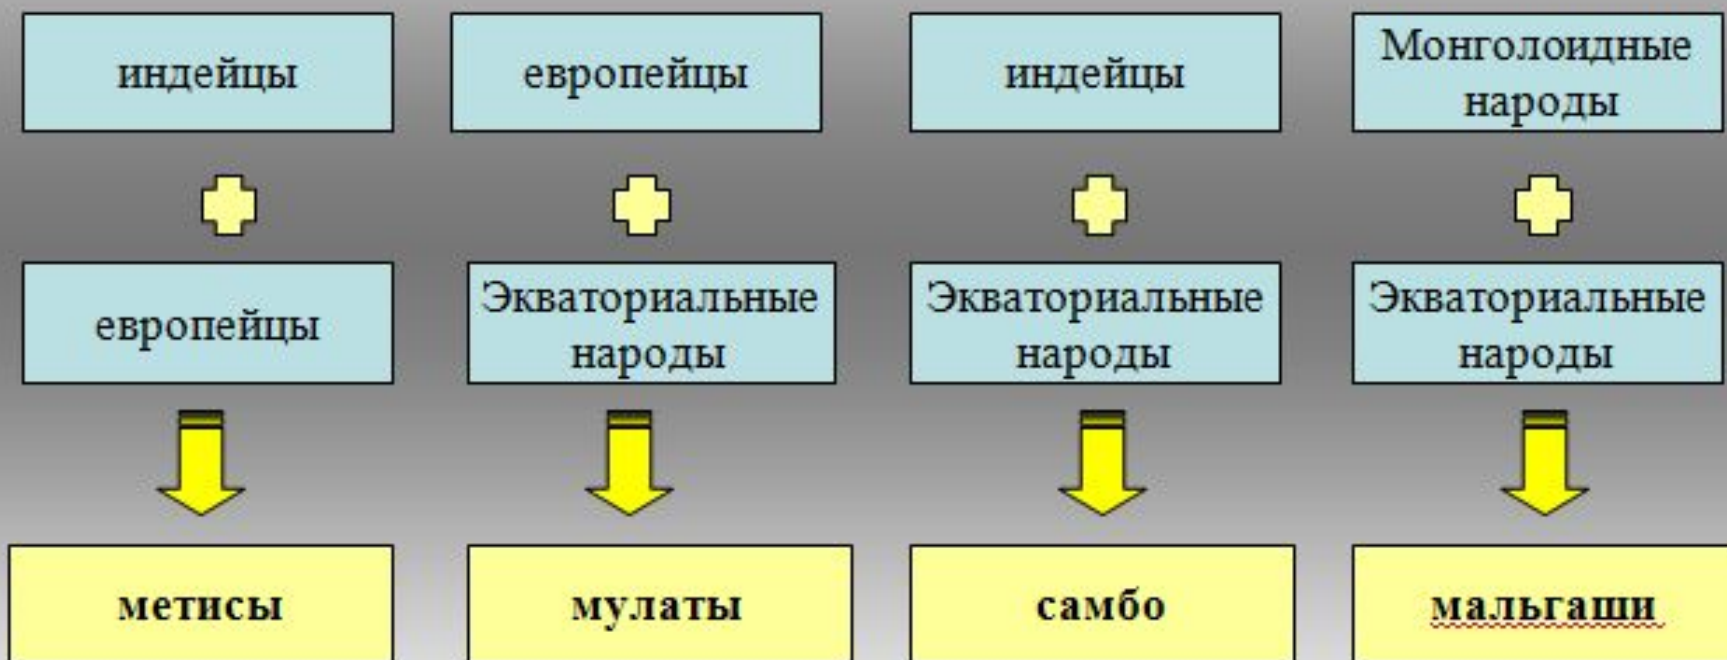 индейцы
европейцы
индейцы
Монголоидные
народы
европейцы
Экваториальные
народы
Экваториальные
народы
Экваториальные
народы
метисы
мулаты
самбо
мальгаши